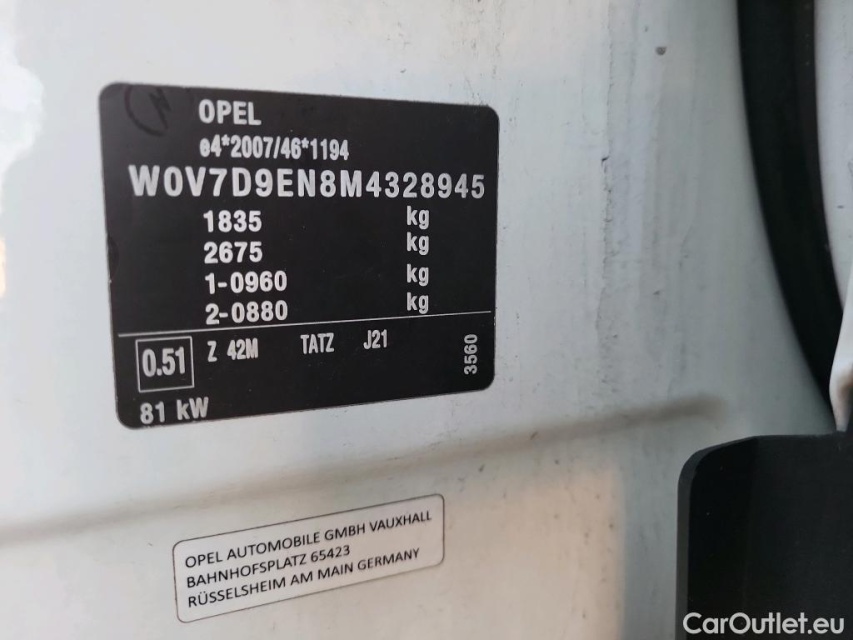 OPEL
e4*2007/46*1194
W0V7D9EN8M4328945
1835 kg
2675 kg
1-0960 kg
2-0880 kg
0.51 Z 42M TATZ J21
3560
81 kW
OPEL AUTOMOBILE GMBH VAUXHALL
BAHNHOFSPLATZ 65423
RÜSSELSHEIM AM MAIN GERMANY
CarOutlet.eu